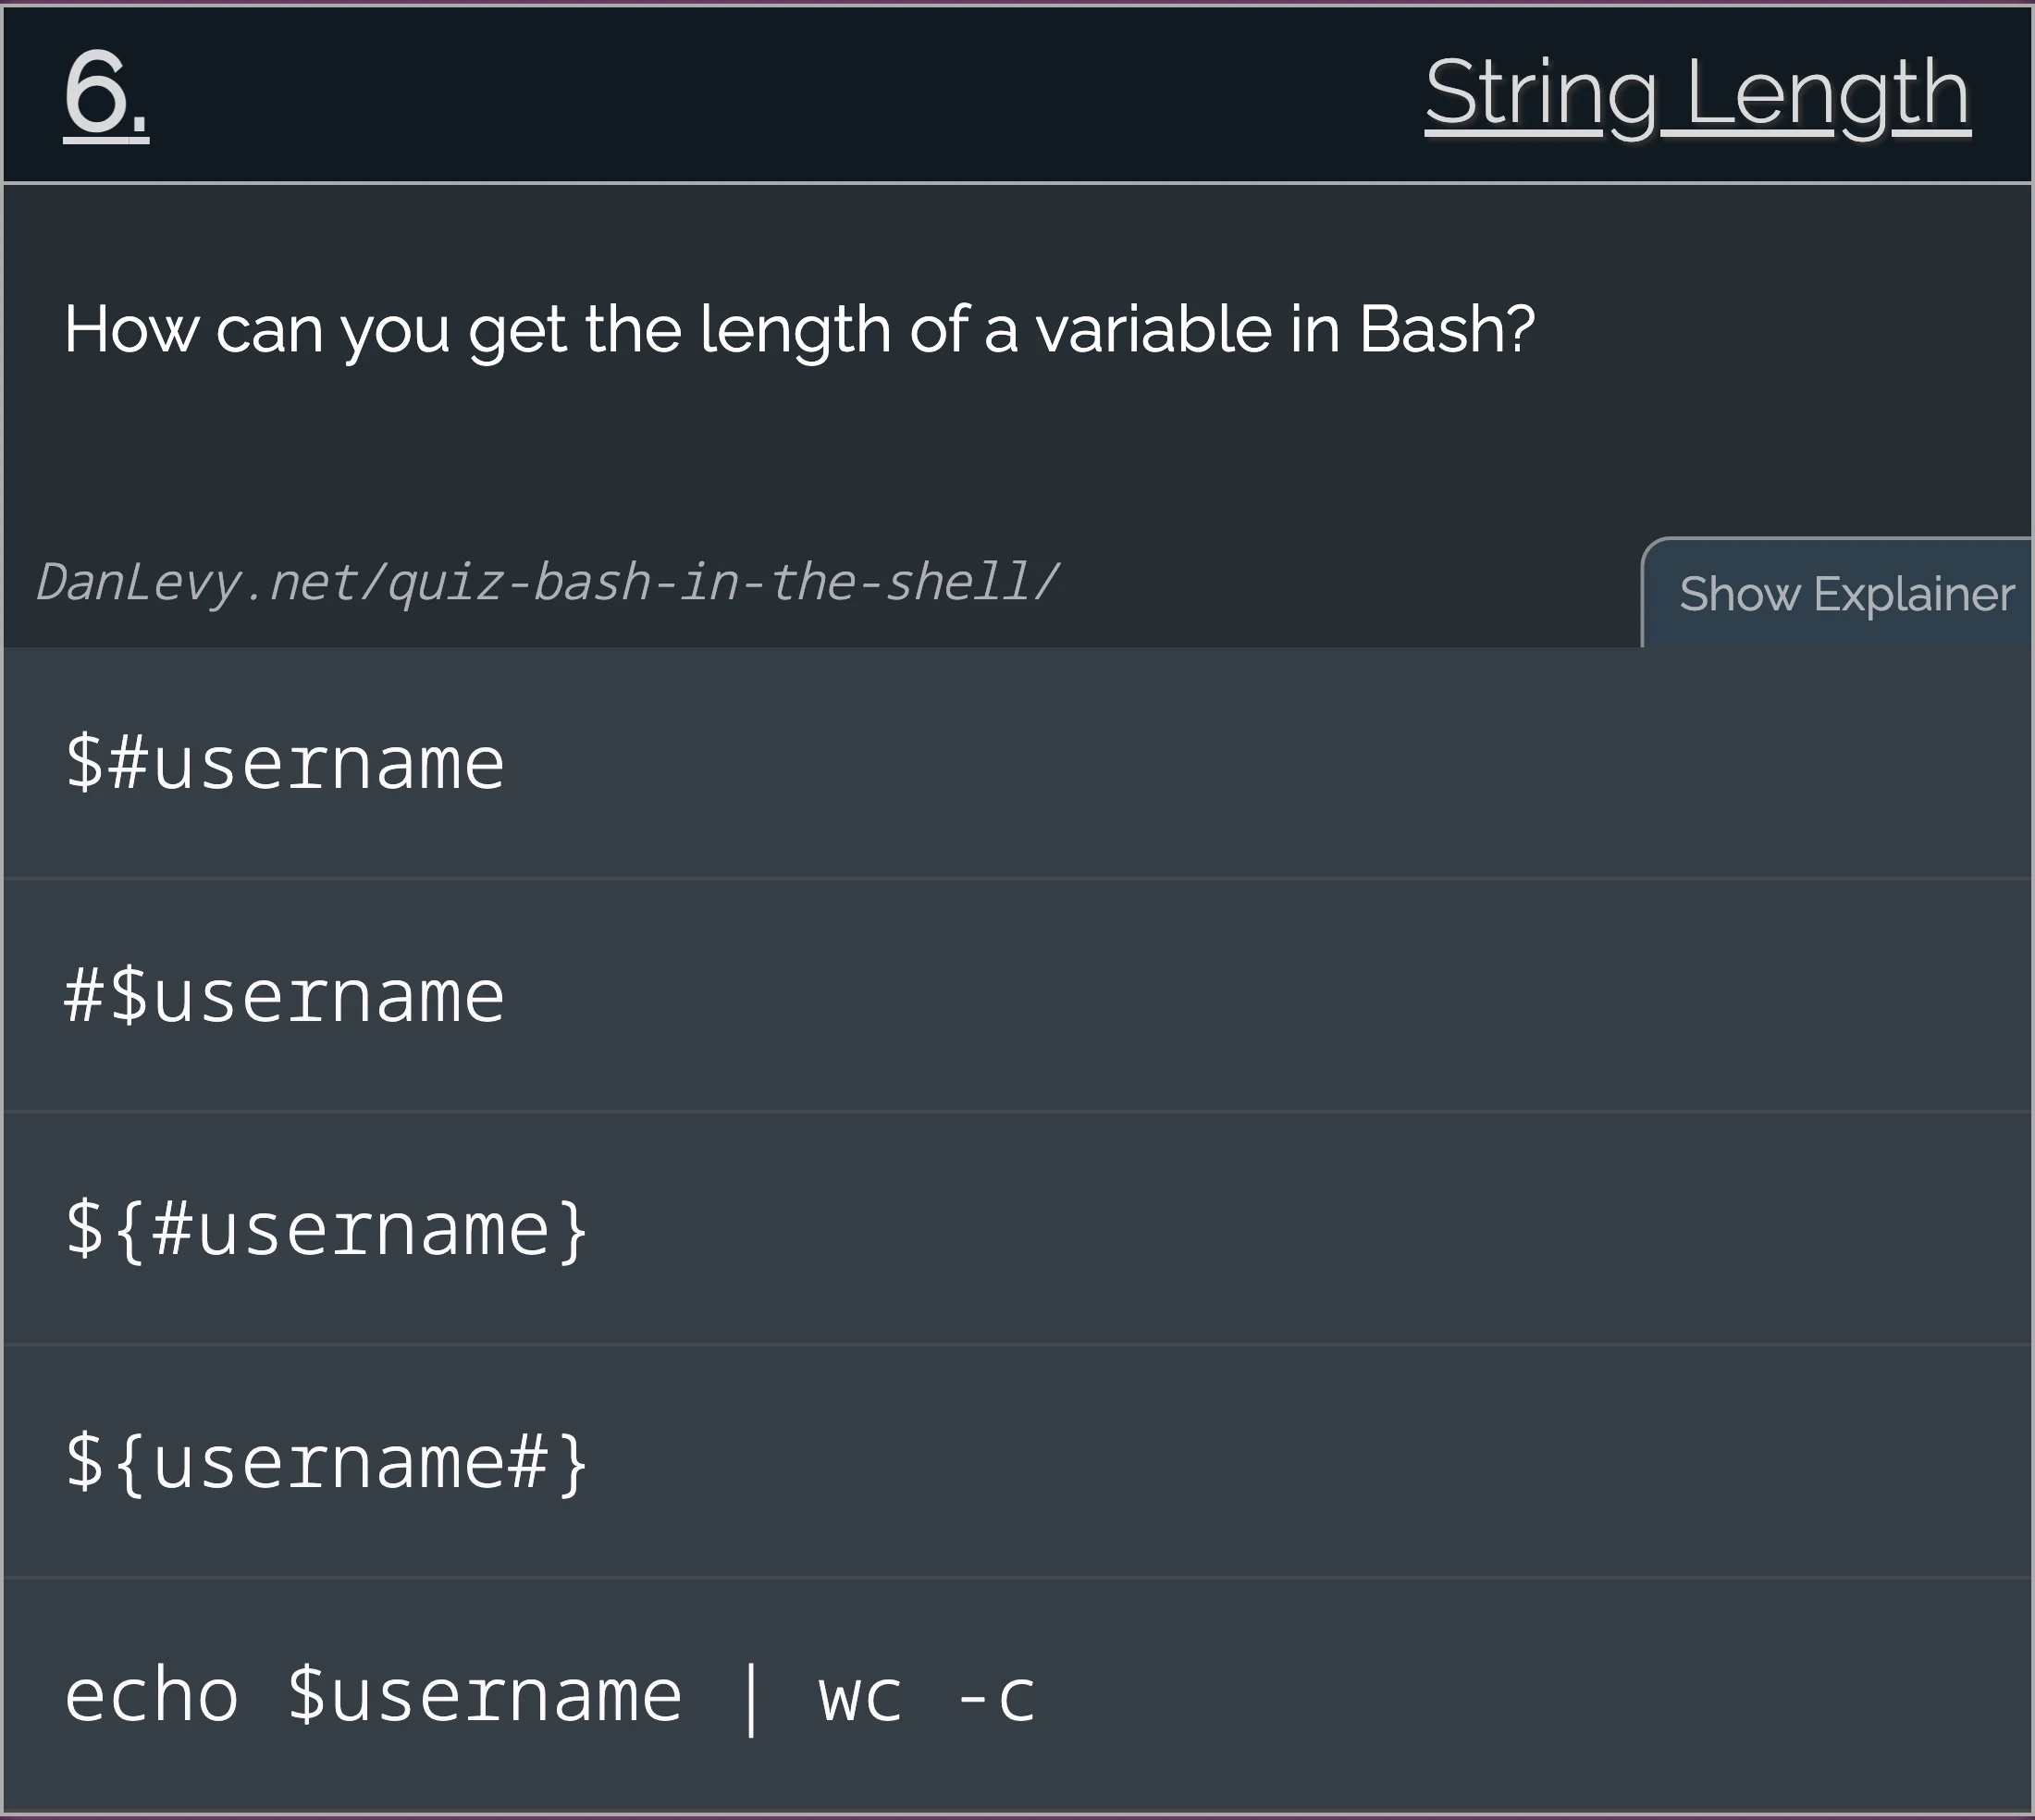 6.
String Length
How can you get the length of a variable in Bash?
DanLevy.net/quiz-bash-in-the-shell/
Show Explainer
$#username
#$username
${#username}
${username#}
echo $username | wc -c